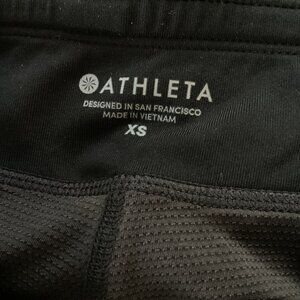 ATHLETA
DESIGNED IN SAN FRANCISCO
MADE IN VIETNAM
XS